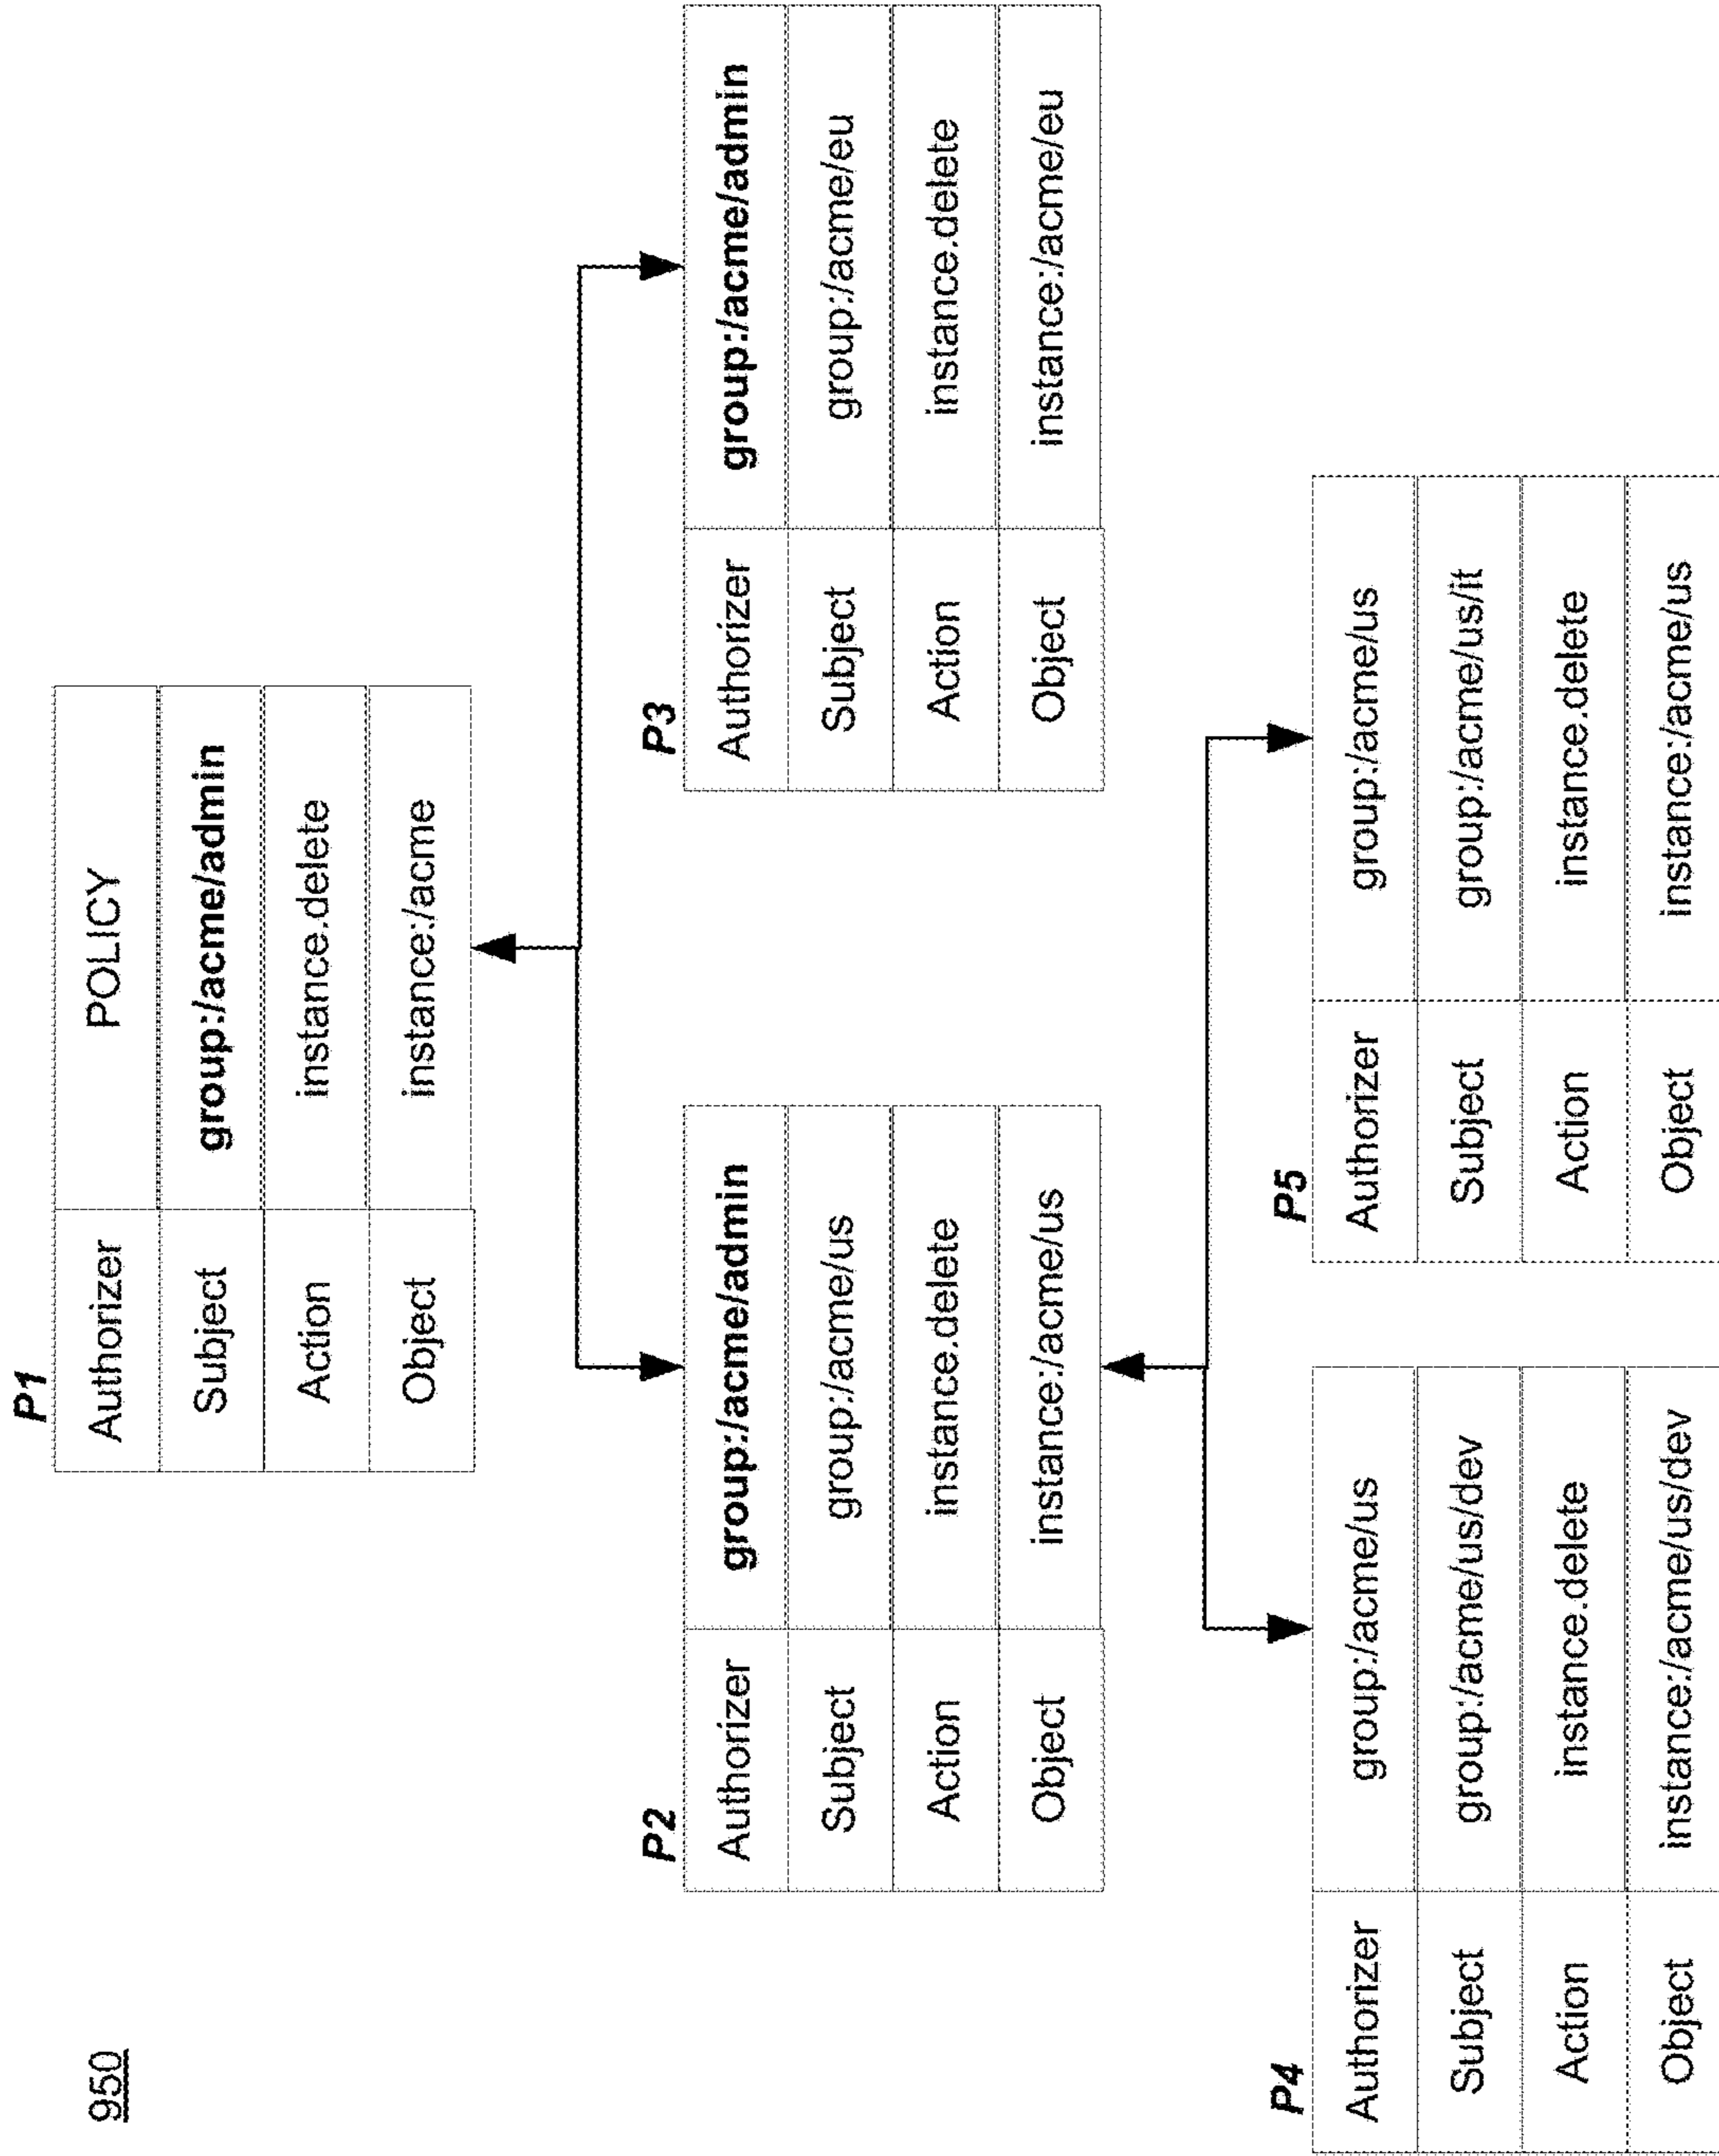 950
P1
Authorizer POLICY
Subject group:/acme/admin
Action instance.delete
Object instance:/acme
P2
Authorizer group:/acme/admin
Subject group:/acme/us
Action instance.delete
Object instance:/acme/us
P3
Authorizer group:/acme/admin
Subject group:/acme/eu
Action instance.delete
Object instance:/acme/eu
P4
Authorizer group:/acme/us
Subject group:/acme/us/dev
Action instance.delete
Object instance:/acme/us/dev
P5
Authorizer group:/acme/us
Subject group:/acme/us/it
Action instance.delete
Object instance:/acme/us